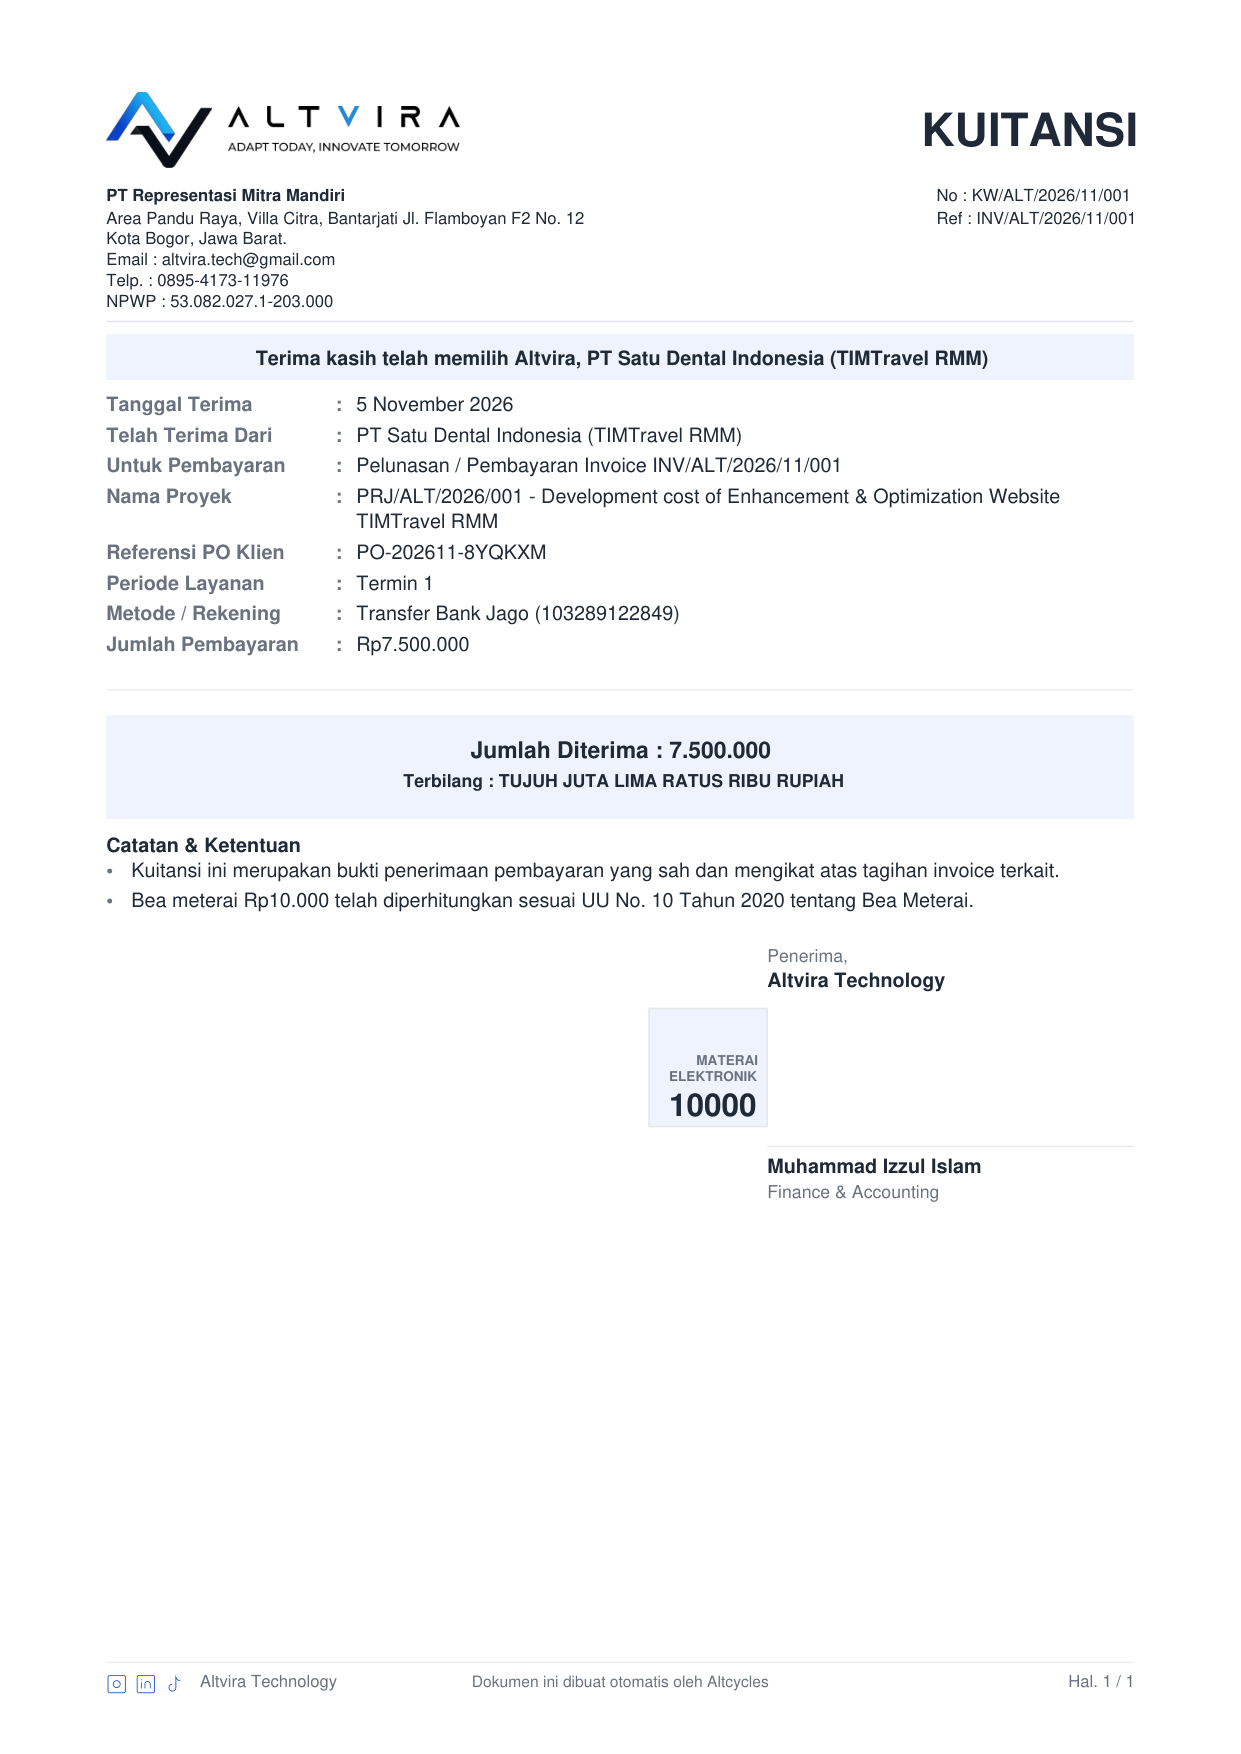 ALTVIRA
ADAPT TODAY, INNOVATE TOMORROW
KUITANSI
PT Representasi Mitra Mandiri
Area Pandu Raya, Villa Citra, Bantarjati Jl. Flamboyan F2 No. 12
Kota Bogor, Jawa Barat.
Email : altvira.tech@gmail.com
Telp. : 0895-4173-11976
NPWP : 53.082.027.1-203.000
No : KW/ALT/2026/11/001
Ref : INV/ALT/2026/11/001
Terima kasih telah memilih Altvira, PT Satu Dental Indonesia (TIMTravel RMM)
Tanggal Terima : 5 November 2026
Telah Terima Dari : PT Satu Dental Indonesia (TIMTravel RMM)
Untuk Pembayaran : Pelunasan / Pembayaran Invoice INV/ALT/2026/11/001
Nama Proyek : PRJ/ALT/2026/001 - Development cost of Enhancement & Optimization Website
TIMTravel RMM
Referensi PO Klien : PO-202611-8YQKXM
Periode Layanan : Termin 1
Metode / Rekening : Transfer Bank Jago (103289122849)
Jumlah Pembayaran : Rp7.500.000
Jumlah Diterima : 7.500.000
Terbilang : TUJUH JUTA LIMA RATUS RIBU RUPIAH
Catatan & Ketentuan
• Kuitansi ini merupakan bukti penerimaan pembayaran yang sah dan mengikat atas tagihan invoice terkait.
• Bea meterai Rp10.000 telah diperhitungkan sesuai UU No. 10 Tahun 2020 tentang Bea Meterai.
Penerima,
Altvira Technology
MATERAI
ELEKTRONIK
10000
Muhammad Izzul Islam
Finance & Accounting
Altvira Technology
Dokumen ini dibuat otomatis oleh Altcycles
Hal. 1 / 1